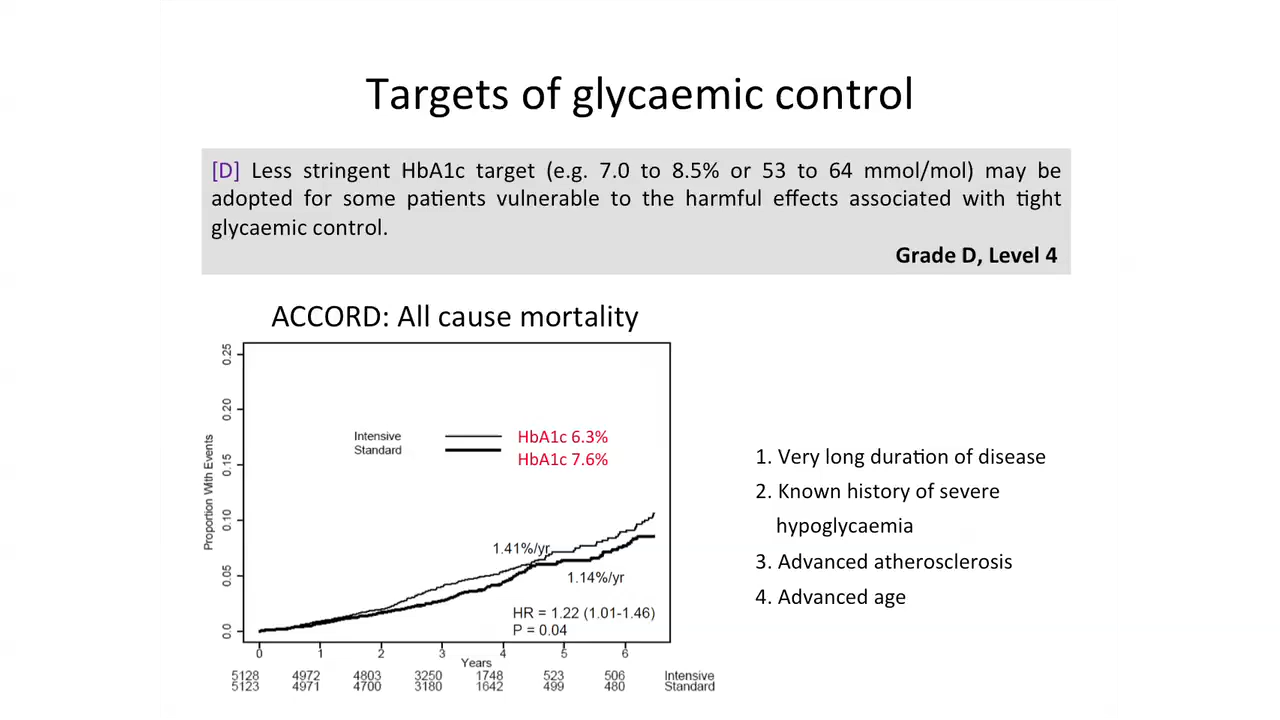 Targets of glycaemic control
[D] Less stringent HbA1c target (e.g. 7.0 to 8.5% or 53 to 64 mmol/mol) may be
adopted for some patients vulnerable to the harmful effects associated with tight
glycaemic control.
Grade D, Level 4
ACCORD: All cause mortality
Proportion With Events
0.25
0.20
0.15
0.10
0.05
0.0
Intensive HbA1c 6.3%
Standard HbA1c 7.6%
1.41%/yr
1.14%/yr
HR = 1.22 (1.01-1.46)
P = 0.04
0 1 2 3 4 5 6
Years
5128 4972 4803 3250 1748 523 506 Intensive
5123 4971 4700 3180 1642 499 480 Standard
1. Very long duration of disease
2. Known history of severe
hypoglycaemia
3. Advanced atherosclerosis
4. Advanced age